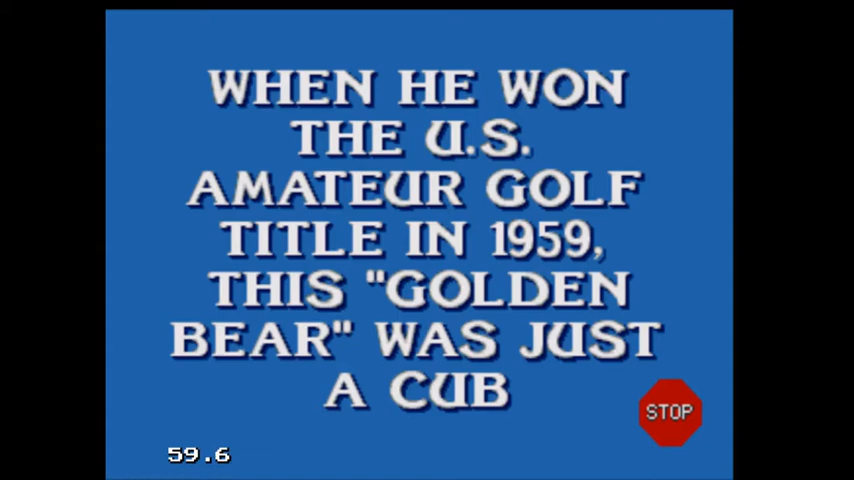 WHEN HE WON
THE U.S.
AMATEUR GOLF
TITLE IN 1959,
THIS "GOLDEN
BEAR" WAS JUST
A CUB
STOP
59.6